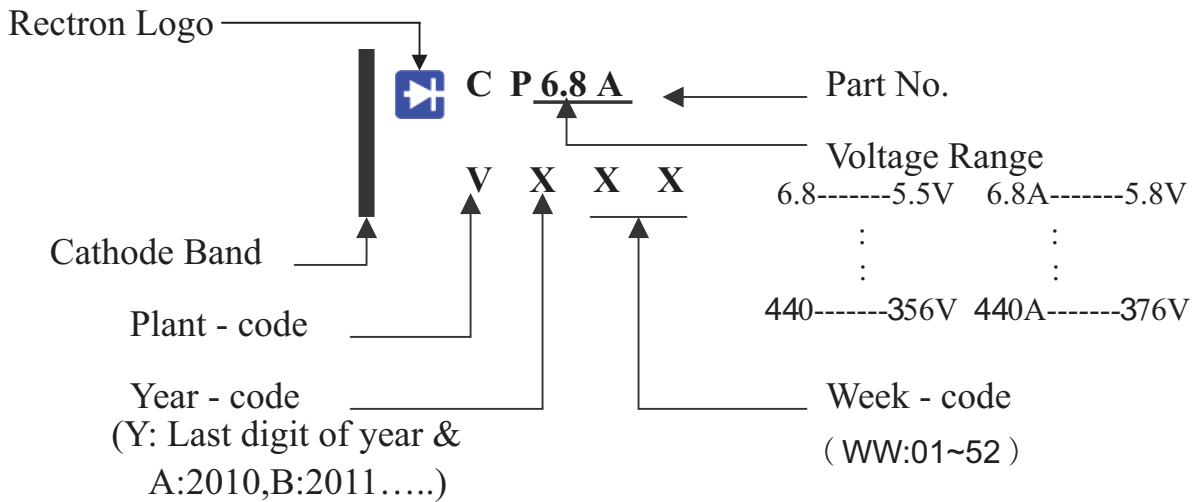 Rectron Logo
C P 6.8 A
Part No.
Voltage Range
V X X X
6.8-------5.5V 6.8A-------5.8V
: :
: :
440-------356V 440A-------376V
Cathode Band
Plant - code
Year - code
(Y: Last digit of year &
A:2010,B:2011…..)
Week - code
（WW:01~52）